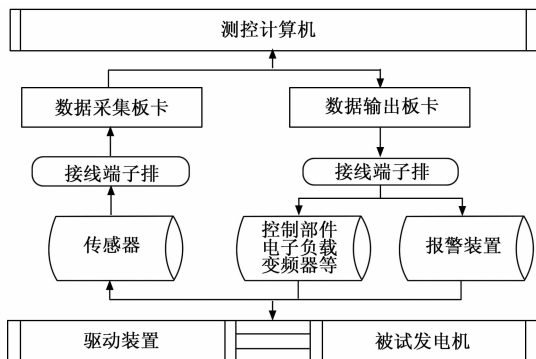 测控计算机
数据采集板卡
数据输出板卡
接线端子排
接线端子排
传感器
控制部件
电子负载
变频器等
报警装置
驱动装置
被试发电机